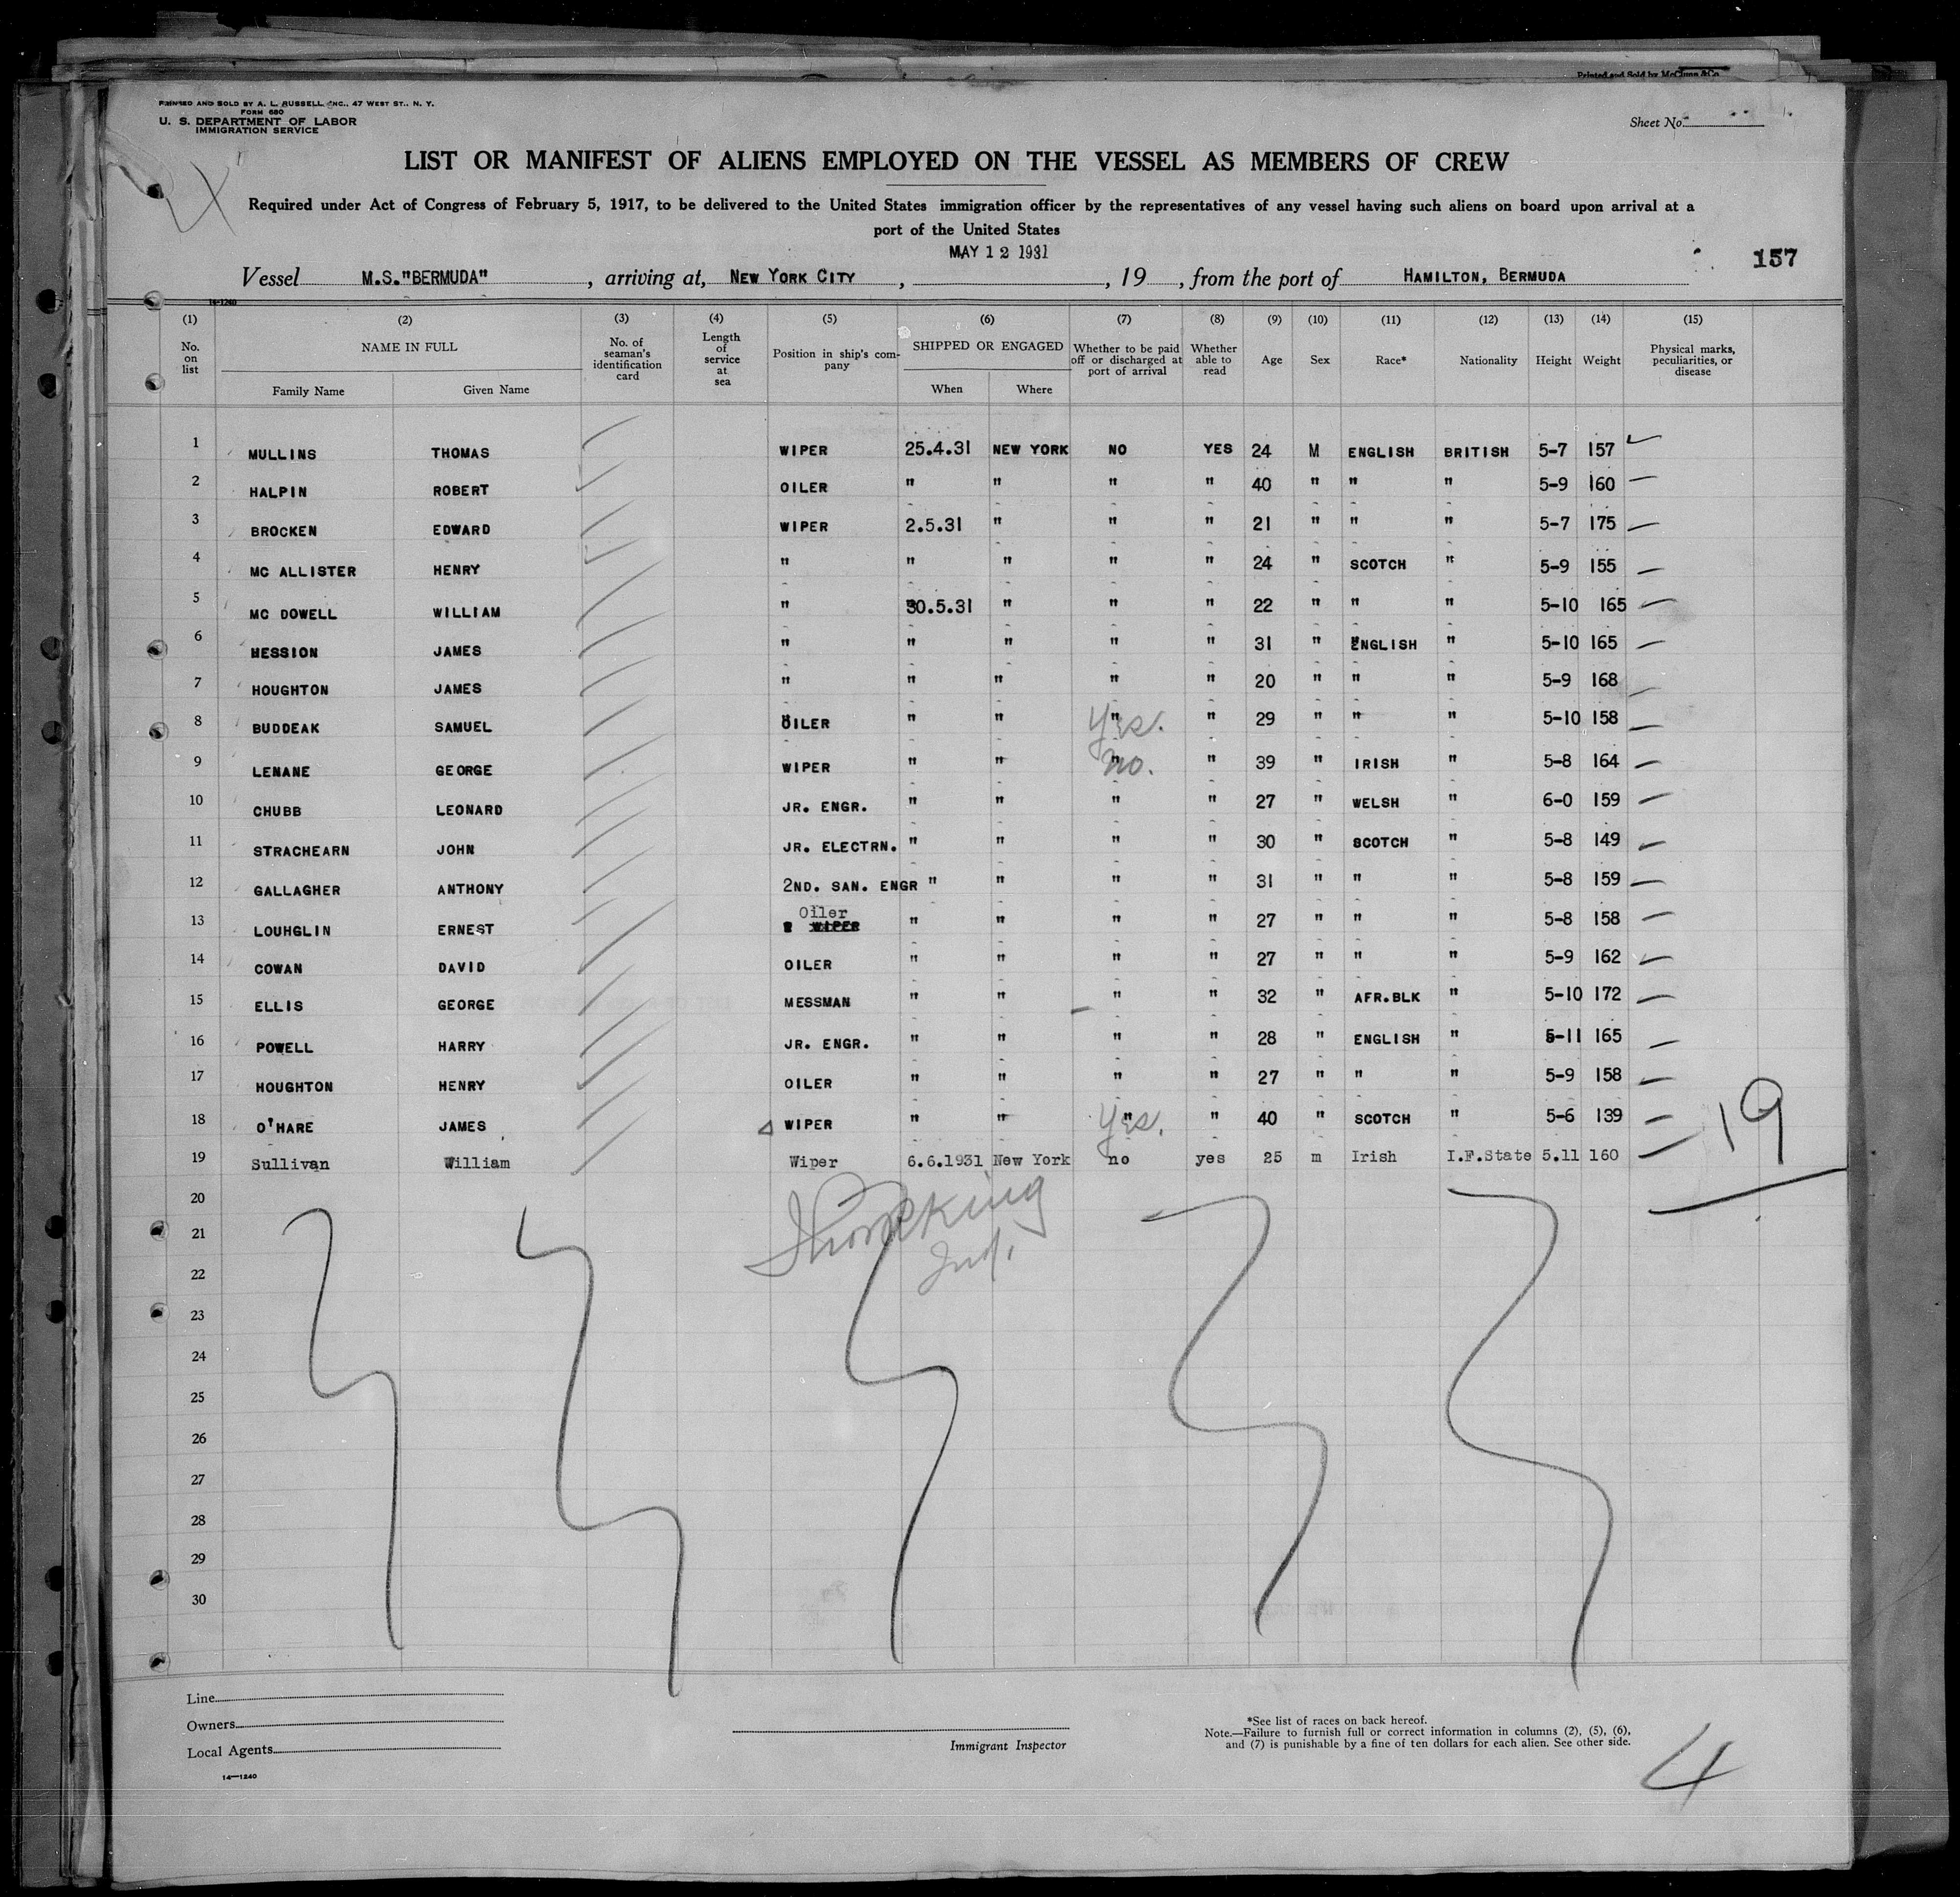 Printed and Sold by McClunn & Co.
PRINTED AND SOLD BY A. L. RUSSELL, INC., 47 WEST ST., N. Y.
FORM 680
U. S. DEPARTMENT OF LABOR
IMMIGRATION SERVICE
Sheet No.
LIST OR MANIFEST OF ALIENS EMPLOYED ON THE VESSEL AS MEMBERS OF CREW
Required under Act of Congress of February 5, 1917, to be delivered to the United States immigration officer by the representatives of any vessel having such aliens on board upon arrival at a
port of the United States
MAY 12 1931
157
Vessel M.S."BERMUDA", arriving at, NEW YORK CITY, , 19 , from the port of HAMILTON, BERMUDA
14-1240
(1) (2) (3) (4) (5) (6) (7) (8) (9) (10) (11) (12) (13) (14) (15)
No. on list NAME IN FULL Family Name Given Name No. of seaman's identification card Length of service at sea Position in ship's company SHIPPED OR ENGAGED When Where Whether to be paid off or discharged at port of arrival Whether able to read Age Sex Race* Nationality Height Weight Physical marks, peculiarities, or disease
1 MULLINS THOMAS WIPER 25.4.31 NEW YORK NO YES 24 M ENGLISH BRITISH 5-7 157
2 HALPIN ROBERT OILER " " " " 40 " " " 5-9 160
3 BROCKEN EDWARD WIPER 2.5.31 " " " 21 " " " 5-7 175
4 MC ALLISTER HENRY " " " " " 24 " SCOTCH " 5-9 155
5 MC DOWELL WILLIAM " 30.5.31 " " " 22 " " " 5-10 165
6 HESSION JAMES " " " " " 31 " ENGLISH " 5-10 165
7 HOUGHTON JAMES " " " " " 20 " " " 5-9 168
8 BUDDEAK SAMUEL OILER " " " Yes. " 29 " " " 5-10 158
9 LENANE GEORGE WIPER " " " no. " 39 " IRISH " 5-8 164
10 CHUBB LEONARD JR. ENGR. " " " " 27 " WELSH " 6-0 159
11 STRACHEARN JOHN JR. ELECTRN. " " " " 30 " SCOTCH " 5-8 149
12 GALLAGHER ANTHONY 2ND. SAN. ENGR " " " " 31 " " " 5-8 159
13 LOUHGLIN ERNEST Oiler WIPER " " " " 27 " " " 5-8 158
14 COWAN DAVID OILER " " " " 27 " " " 5-9 162
15 ELLIS GEORGE MESSMAN " " " " 32 " AFR.BLK " 5-10 172
16 POWELL HARRY JR. ENGR. " " " " 28 " ENGLISH " 5-11 165
17 HOUGHTON HENRY OILER " " " " 27 " " " 5-9 158
18 O'HARE JAMES WIPER " " " Yes. " 40 " SCOTCH " 5-6 139
19 Sullivan William Wiper 6.6.1931 New York no yes 25 m Irish I.F.State 5.11 160
19
20
21
22
23
24
25
26
27
28
29
30
Line
Owners
Local Agents
14-1240
Immigrant Inspector
*See list of races on back hereof.
Note.—Failure to furnish full or correct information in columns (2), (5), (6),
and (7) is punishable by a fine of ten dollars for each alien. See other side.
4